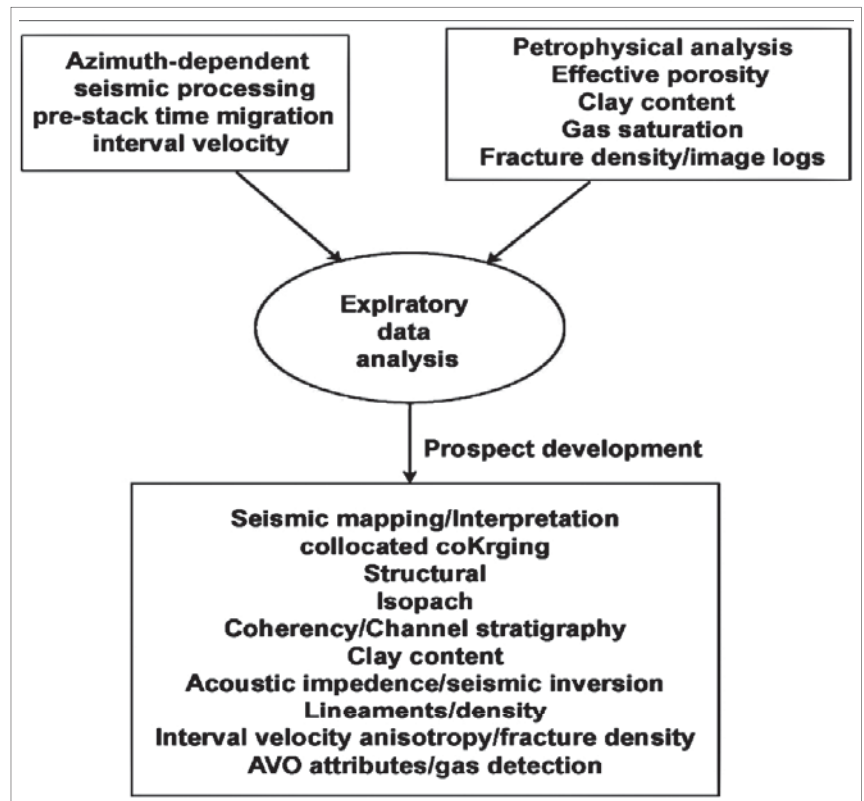 Azimuth-dependent
seismic processing
pre-stack time migration
interval velocity
Petrophysical analysis
Effective porosity
Clay content
Gas saturation
Fracture density/image logs
Explratory
data
analysis
Prospect development
Seismic mapping/Interpretation
collocated coKrging
Structural
Isopach
Coherency/Channel stratigraphy
Clay content
Acoustic impedence/seismic inversion
Lineaments/density
Interval velocity anisotropy/fracture density
AVO attributes/gas detection